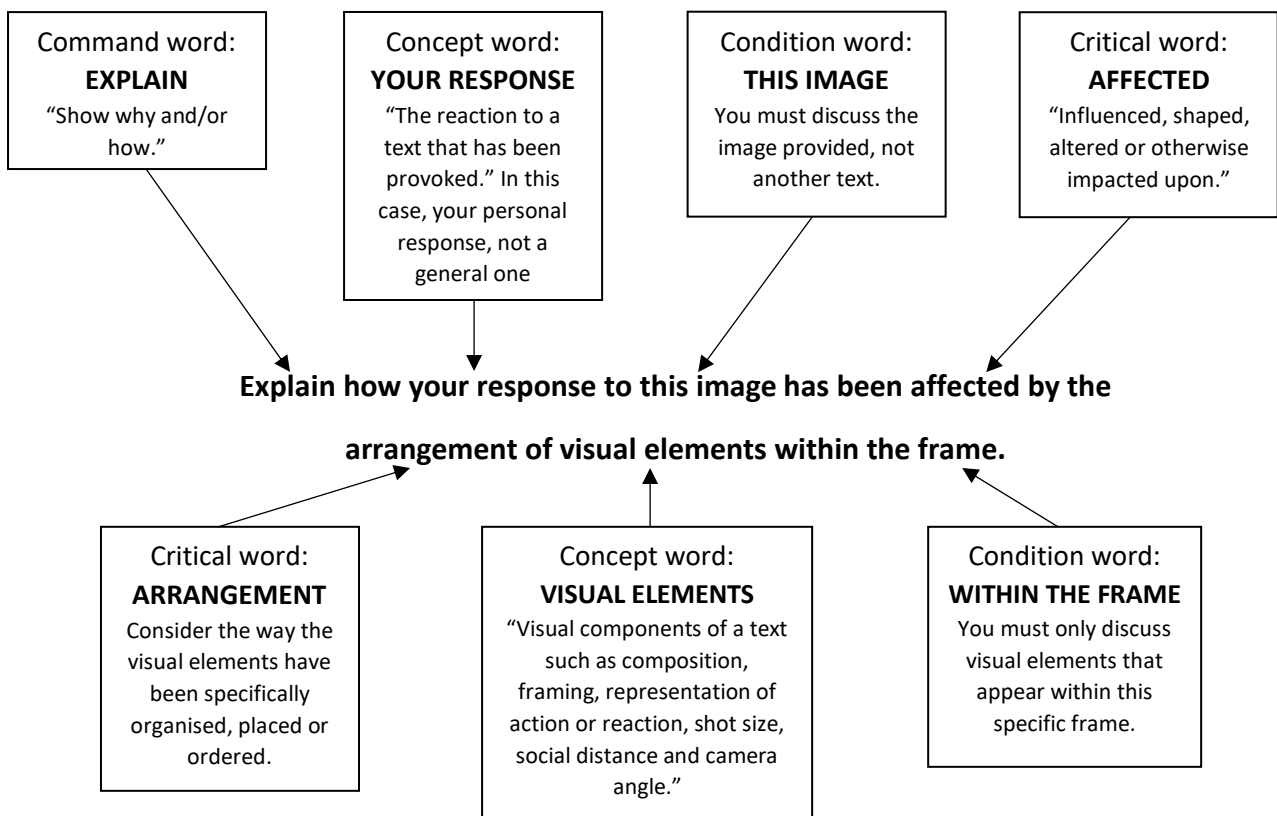 Command word:
EXPLAIN
“Show why and/or
how.”
Concept word:
YOUR RESPONSE
“The reaction to a
text that has been
provoked.” In this
case, your personal
response, not a
general one
Condition word:
THIS IMAGE
You must discuss the
image provided, not
another text.
Critical word:
AFFECTED
“Influenced, shaped,
altered or otherwise
impacted upon.”
Explain how your response to this image has been affected by the
arrangement of visual elements within the frame.
Critical word:
ARRANGEMENT
Consider the way the
visual elements have
been specifically
organised, placed or
ordered.
Concept word:
VISUAL ELEMENTS
“Visual components of a text
such as composition,
framing, representation of
action or reaction, shot size,
social distance and camera
angle.”
Condition word:
WITHIN THE FRAME
You must only discuss
visual elements that
appear within this
specific frame.